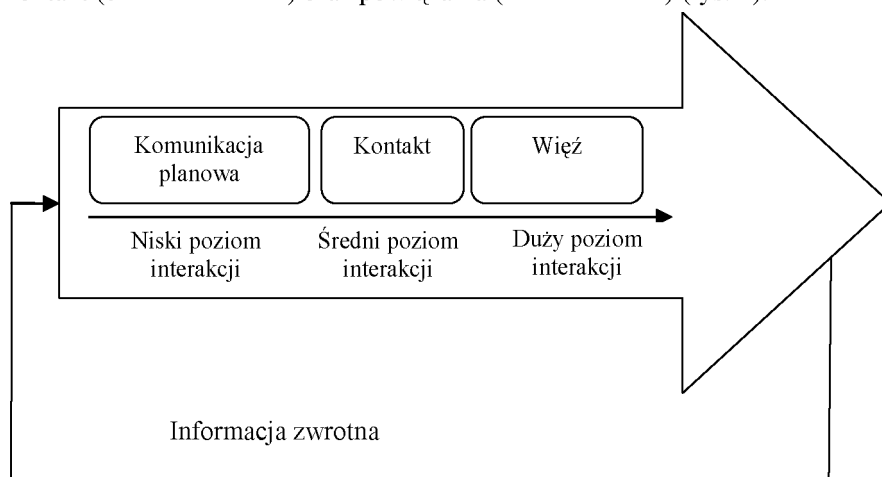 Komunikacja
planowa
Kontakt
Więź
Niski poziom
interakcji
Średni poziom
interakcji
Duży poziom
interakcji
Informacja zwrotna